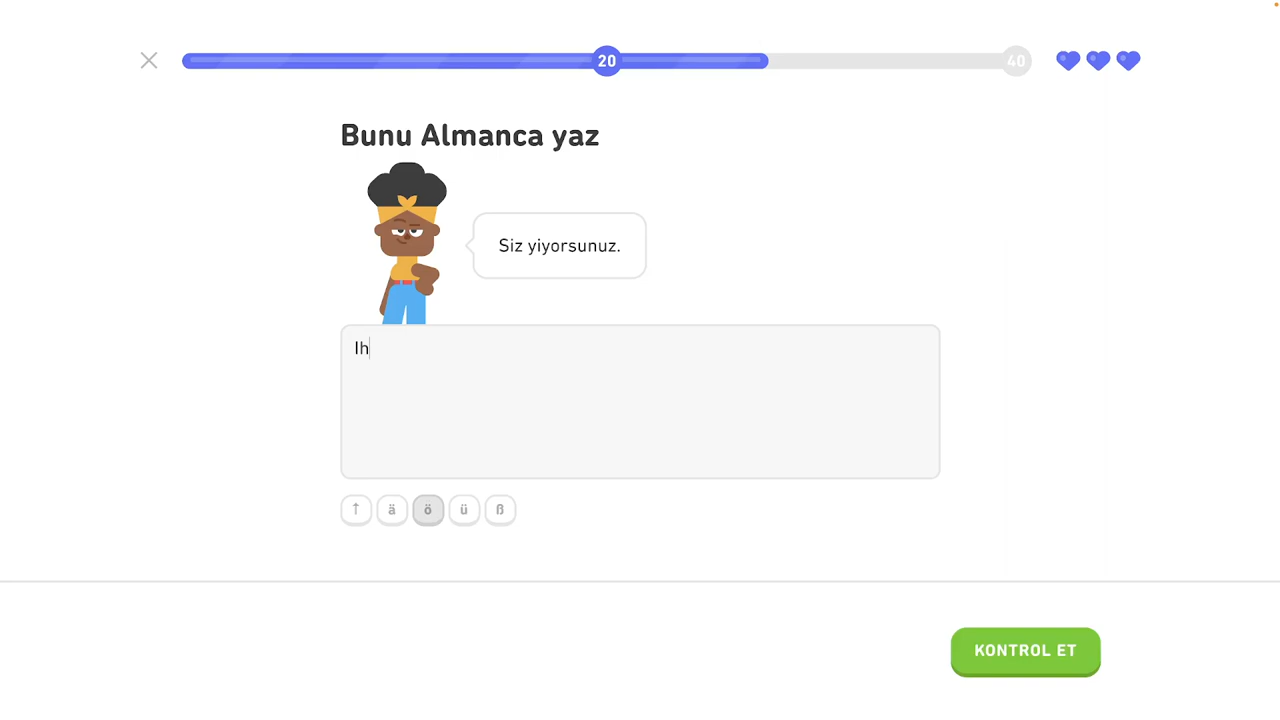 20
40
Bunu Almanca yaz
Siz yiyorsunuz.
Ih
↑ ä ö ü ß
KONTROL ET